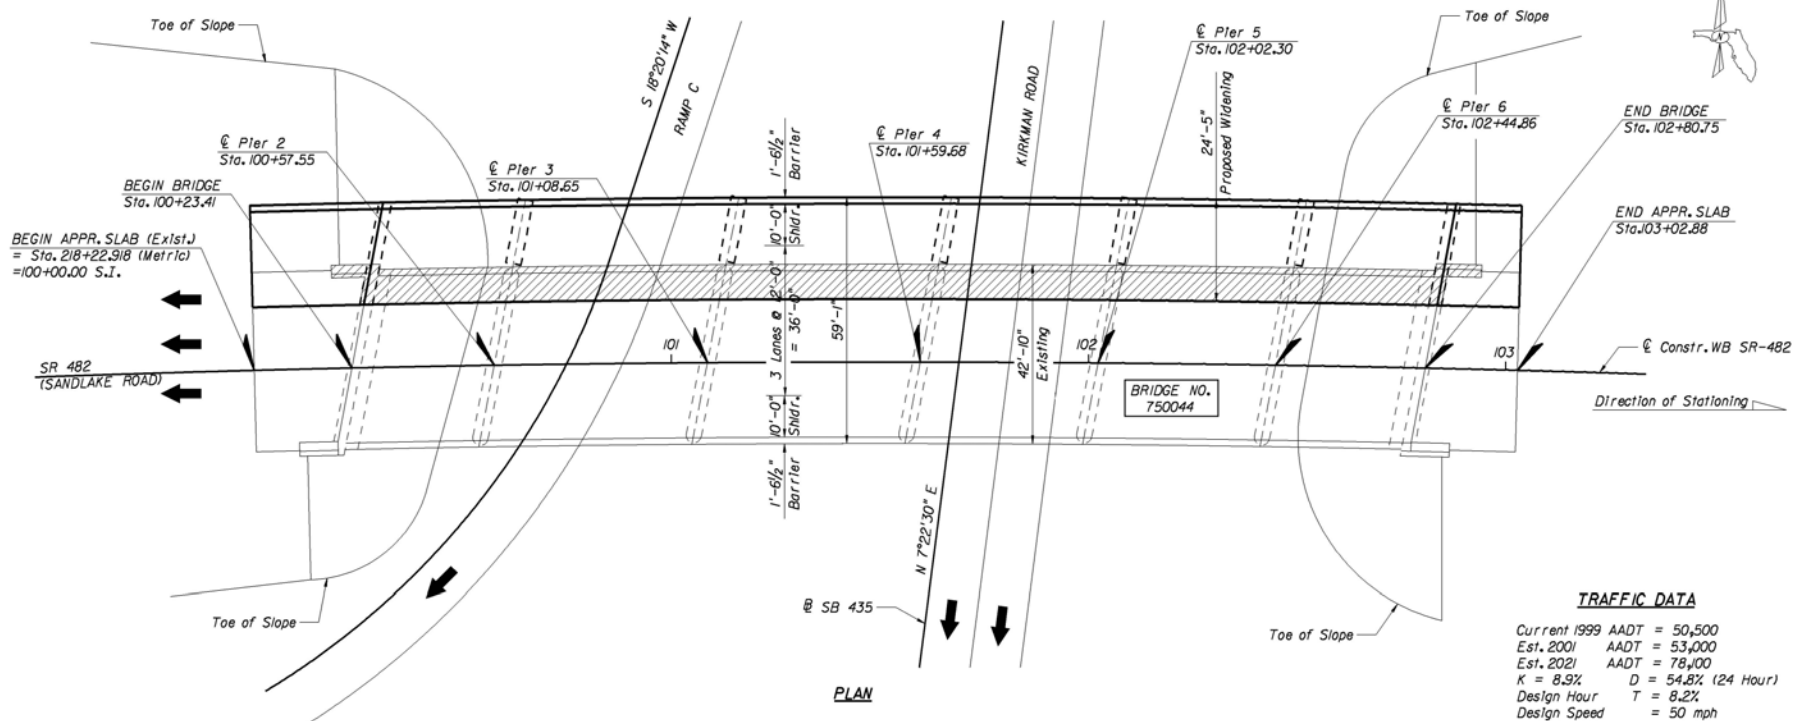 Toe of Slope
S 18°20'14" W
RAMP C
KIRKMAN ROAD
℄ Pier 5
Sta. 102+02.30
Toe of Slope
N
24'-5"
Proposed Widening
℄ Pier 6
Sta. 102+44.86
END BRIDGE
Sta. 102+80.75
℄ Pier 2
Sta. 100+57.55
℄ Pier 3
Sta. 101+08.65
1'-6½"
Barrier
℄ Pier 4
Sta. 101+59.68
BEGIN BRIDGE
Sta. 100+23.41
END APPR. SLAB
Sta. 103+02.88
BEGIN APPR. SLAB (Exist.)
= Sta. 218+22.918 (Metric)
=100+00.00 S.I.
10'-0"
Shldr.
3 Lanes @ 12'-0"
= 36'-0"
59'-1"
42'-10"
Existing
101
102
103
SR 482
(SANDLAKE ROAD)
℄ Constr. WB SR-482
BRIDGE NO.
750044
Direction of Stationing
10'-0"
Shldr.
1'-6½"
Barrier
N 7°22'30" E
Toe of Slope
SB 435
Toe of Slope
PLAN
TRAFFIC DATA
Current 1999 AADT = 50,500
Est. 2001 AADT = 53,000
Est. 2021 AADT = 78,100
K = 8.9% D = 54.8% (24 Hour)
Design Hour T = 8.2%
Design Speed = 50 mph